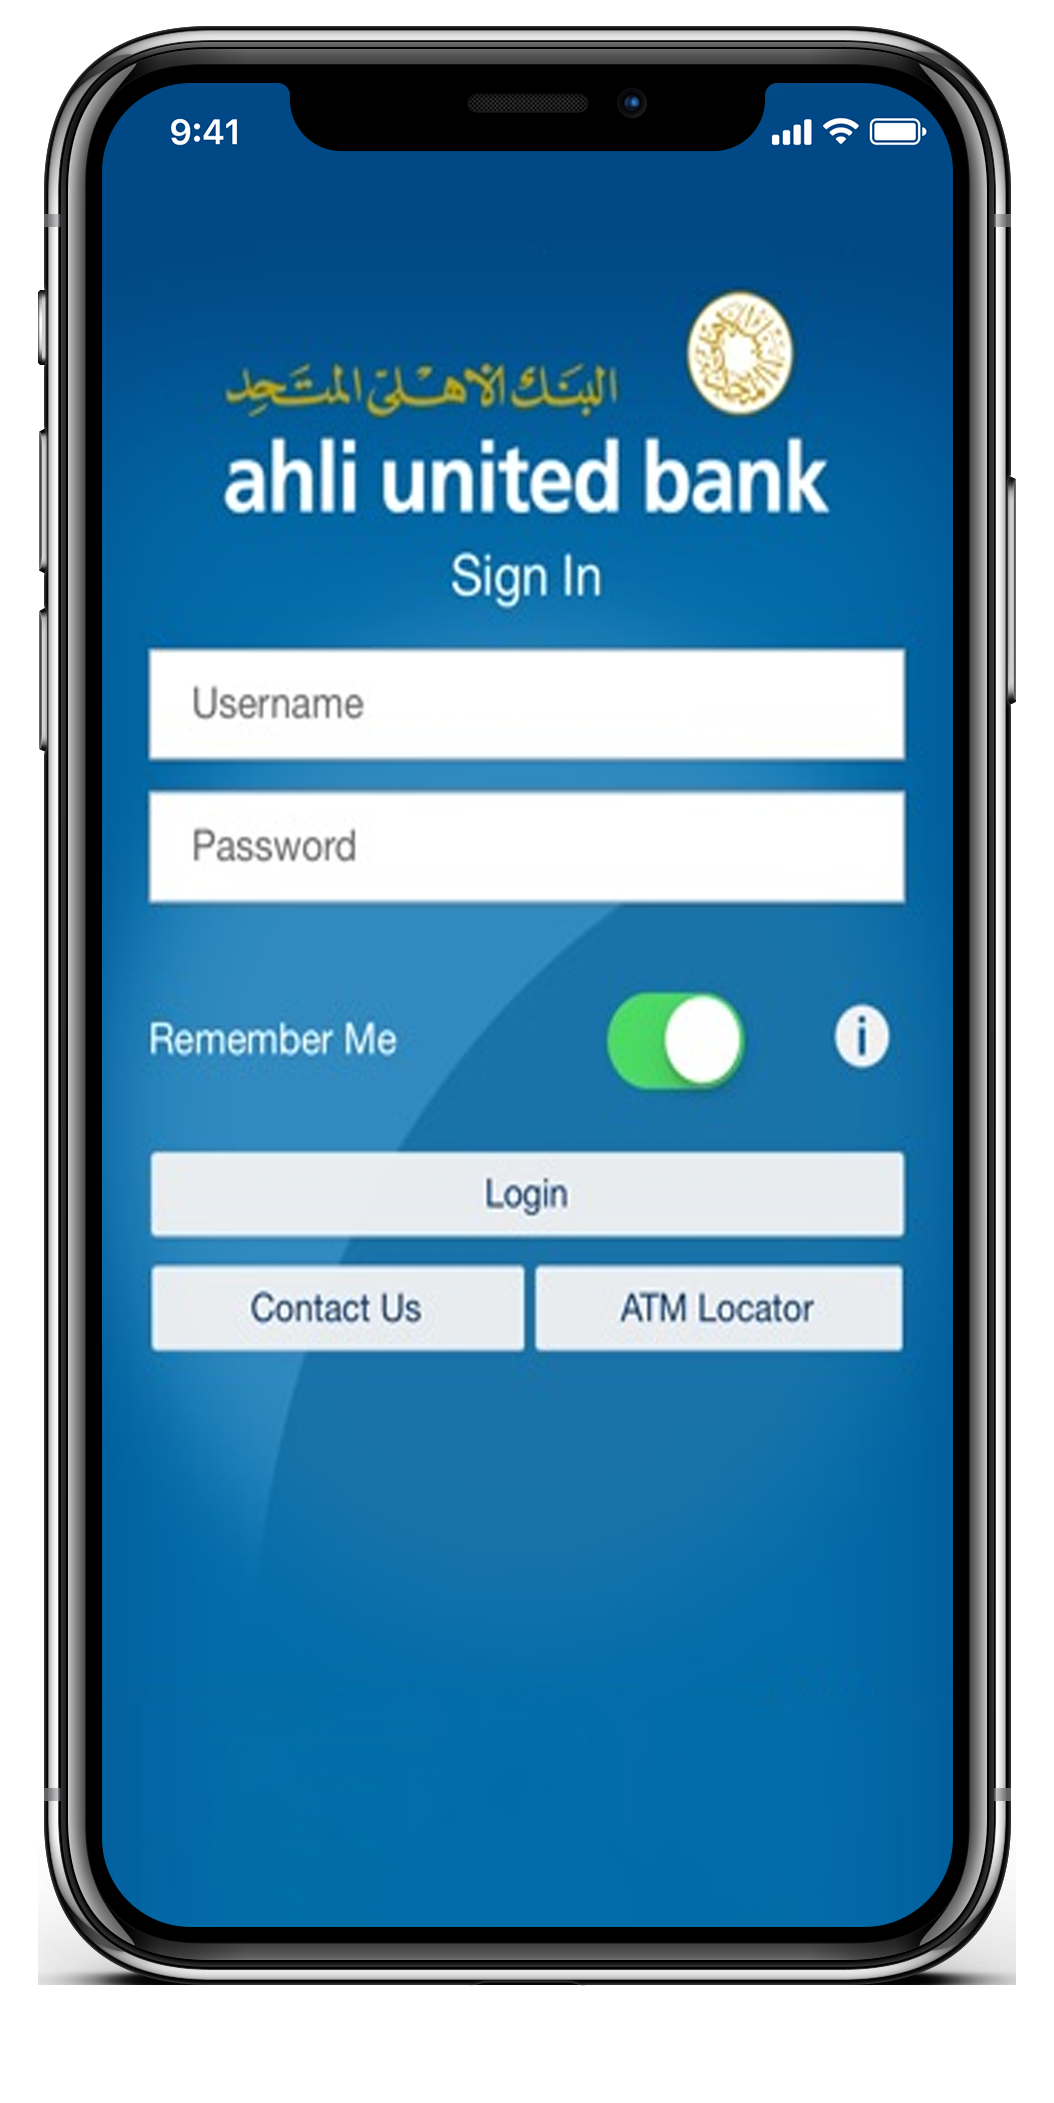 9:41
البنك الأهلي المتحد
ahli united bank
Sign In
Username
Password
Remember Me
i
Login
Contact Us
ATM Locator